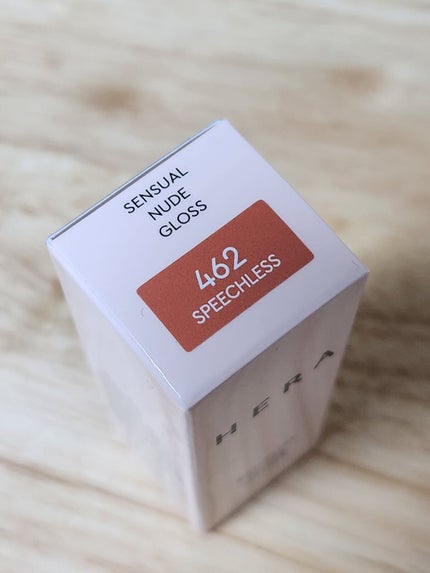 SENSUAL
NUDE
GLOSS
462
SPEECHLESS
HERA